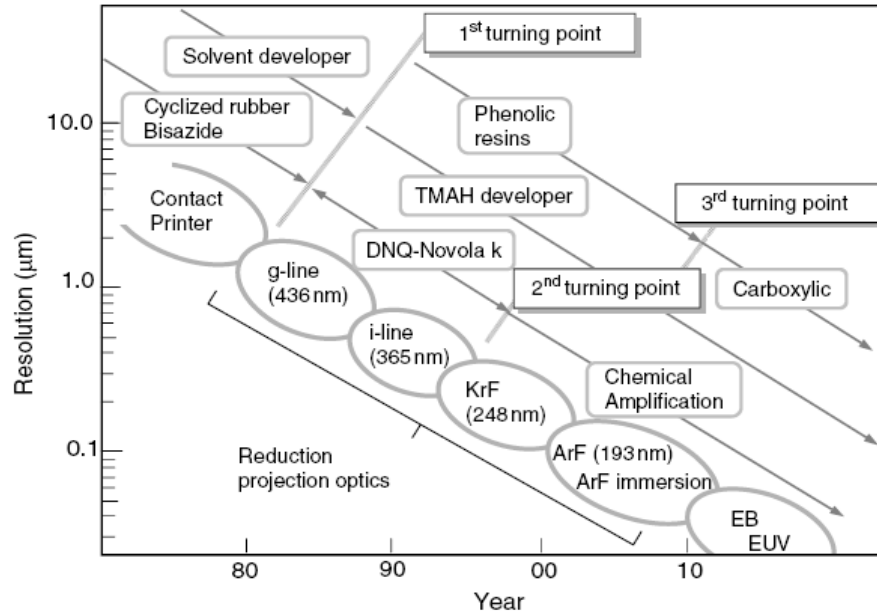 1st turning point
Solvent developer
Cyclized rubber
Bisazide
Phenolic
resins
10.0
Contact
Printer
TMAH developer
3rd turning point
DNQ-Novola k
g-line
(436 nm)
2nd turning point
Carboxylic
1.0
i-line
(365 nm)
KrF
(248 nm)
Chemical
Amplification
Reduction
projection optics
0.1
ArF (193 nm)
ArF immersion
EB
EUV
Resolution (μm)
80
90
00
10
Year